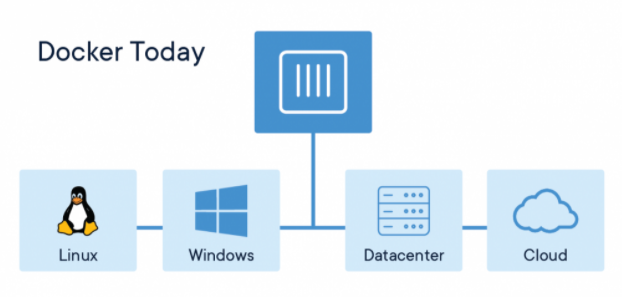 Docker Today
Linux
Windows
Datacenter
Cloud